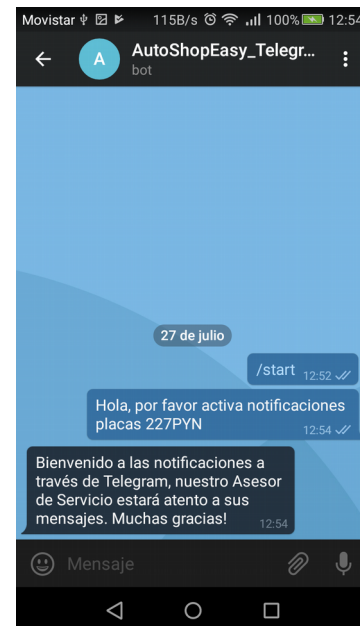 Movistar 115B/s 100% 12:54
A AutoShopEasy_Telegr...
bot
27 de julio
/start 12:52
Hola, por favor activa notificaciones
placas 227PYN
12:54
Bienvenido a las notificaciones a
través de Telegram, nuestro Asesor
de Servicio estará atento a sus
mensajes. Muchas gracias! 12:54
Mensaje